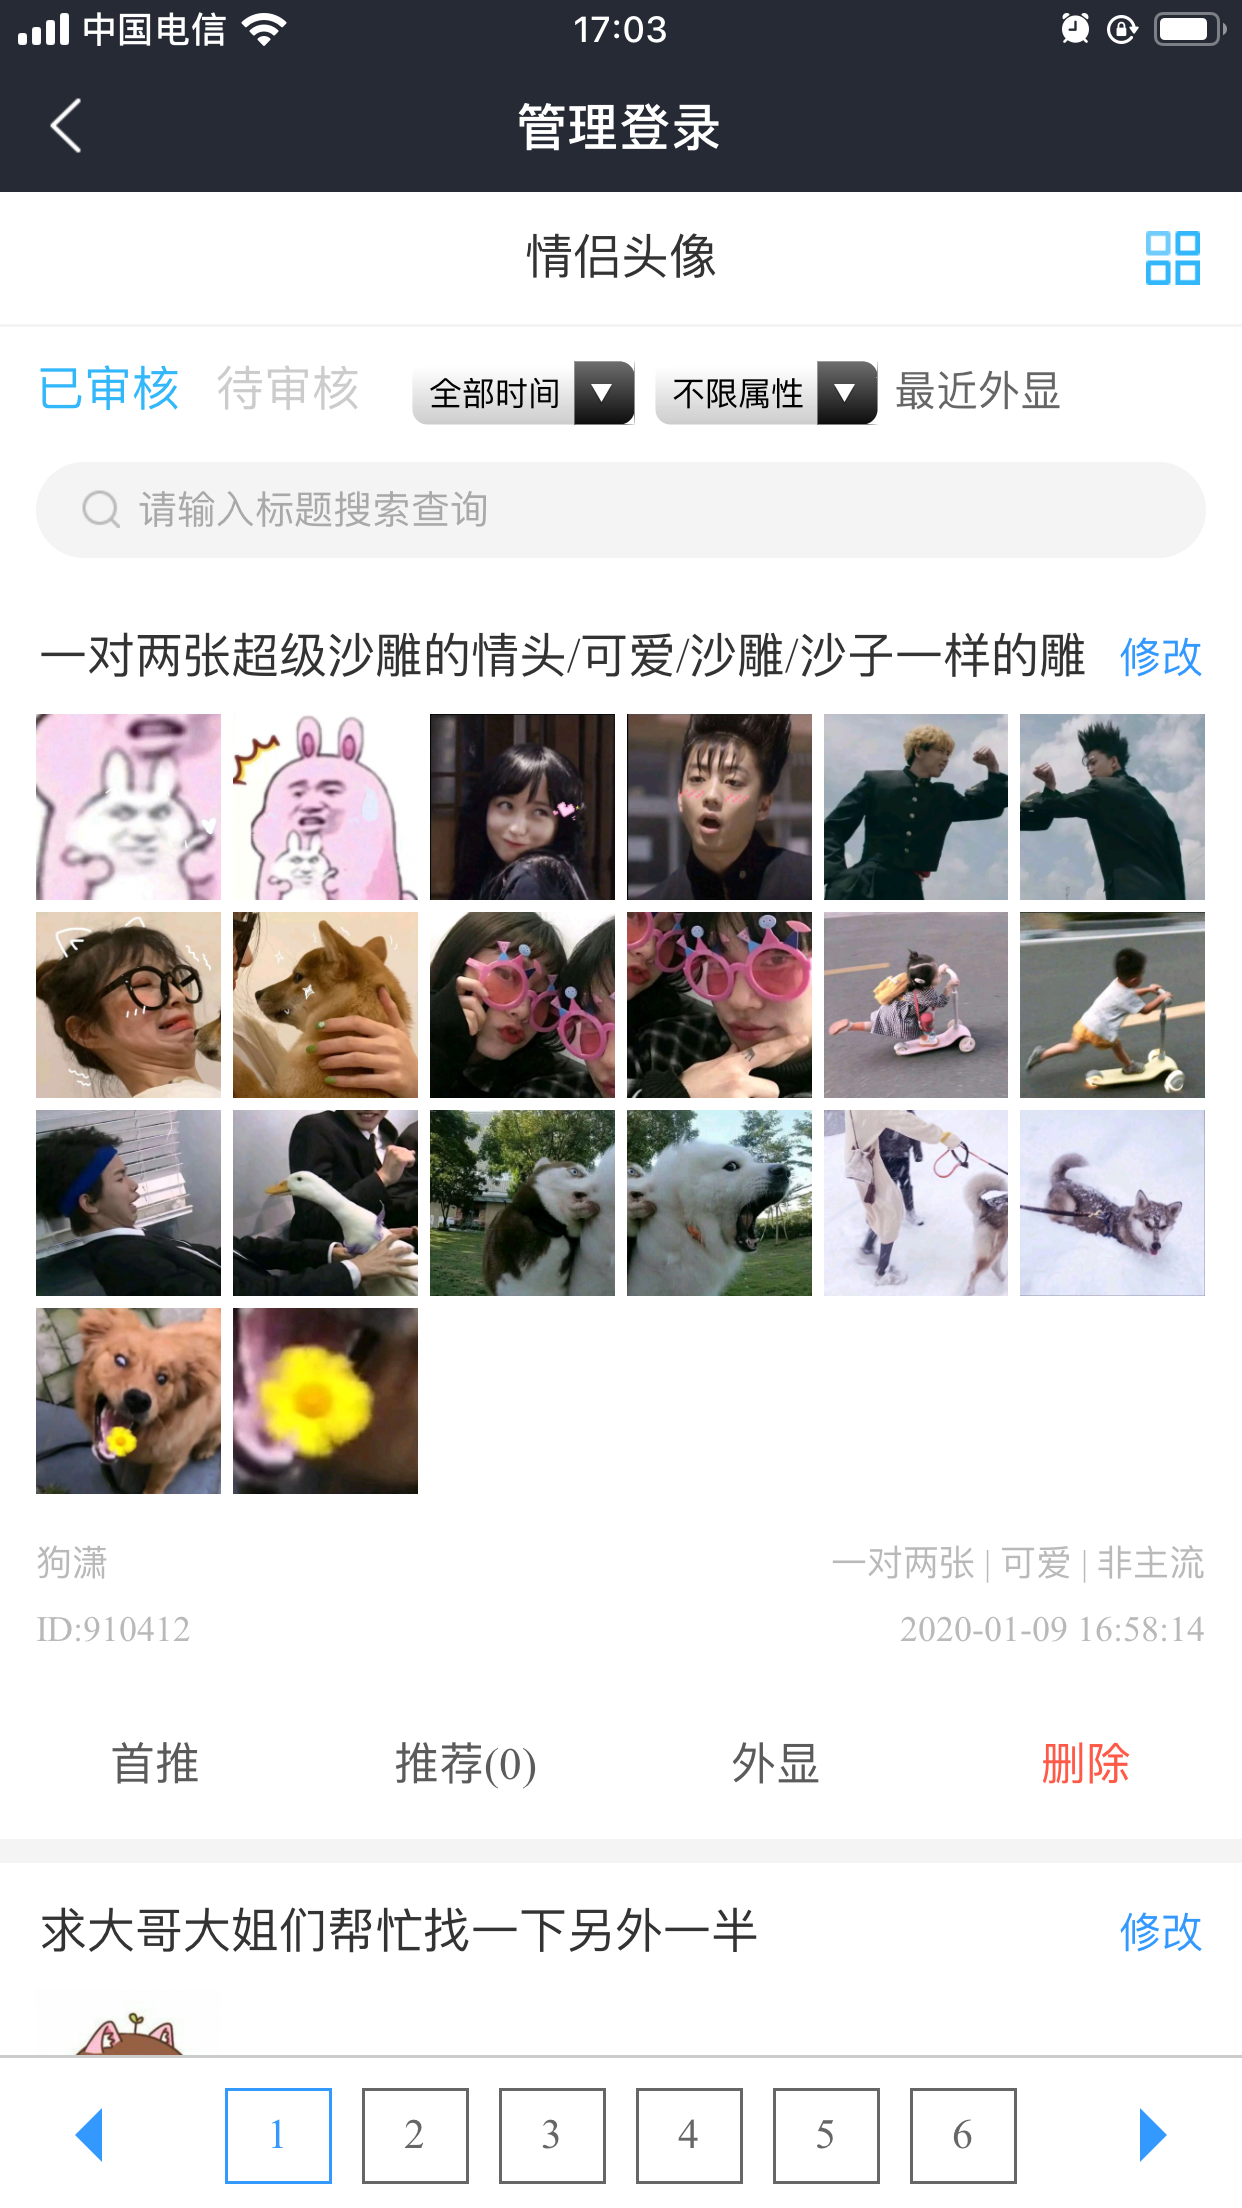 中国电信 17:03
管理登录
情侣头像
已审核 待审核 全部时间 ▼ 不限属性 ▼ 最近外显
请输入标题搜索查询
一对两张超级沙雕的情头/可爱/沙雕/沙子一样的雕 修改
狗潇 一对两张 | 可爱 | 非主流
ID:910412 2020-01-09 16:58:14
首推 推荐(0) 外显 删除
求大哥大姐们帮忙找一下另外一半 修改
1 2 3 4 5 6